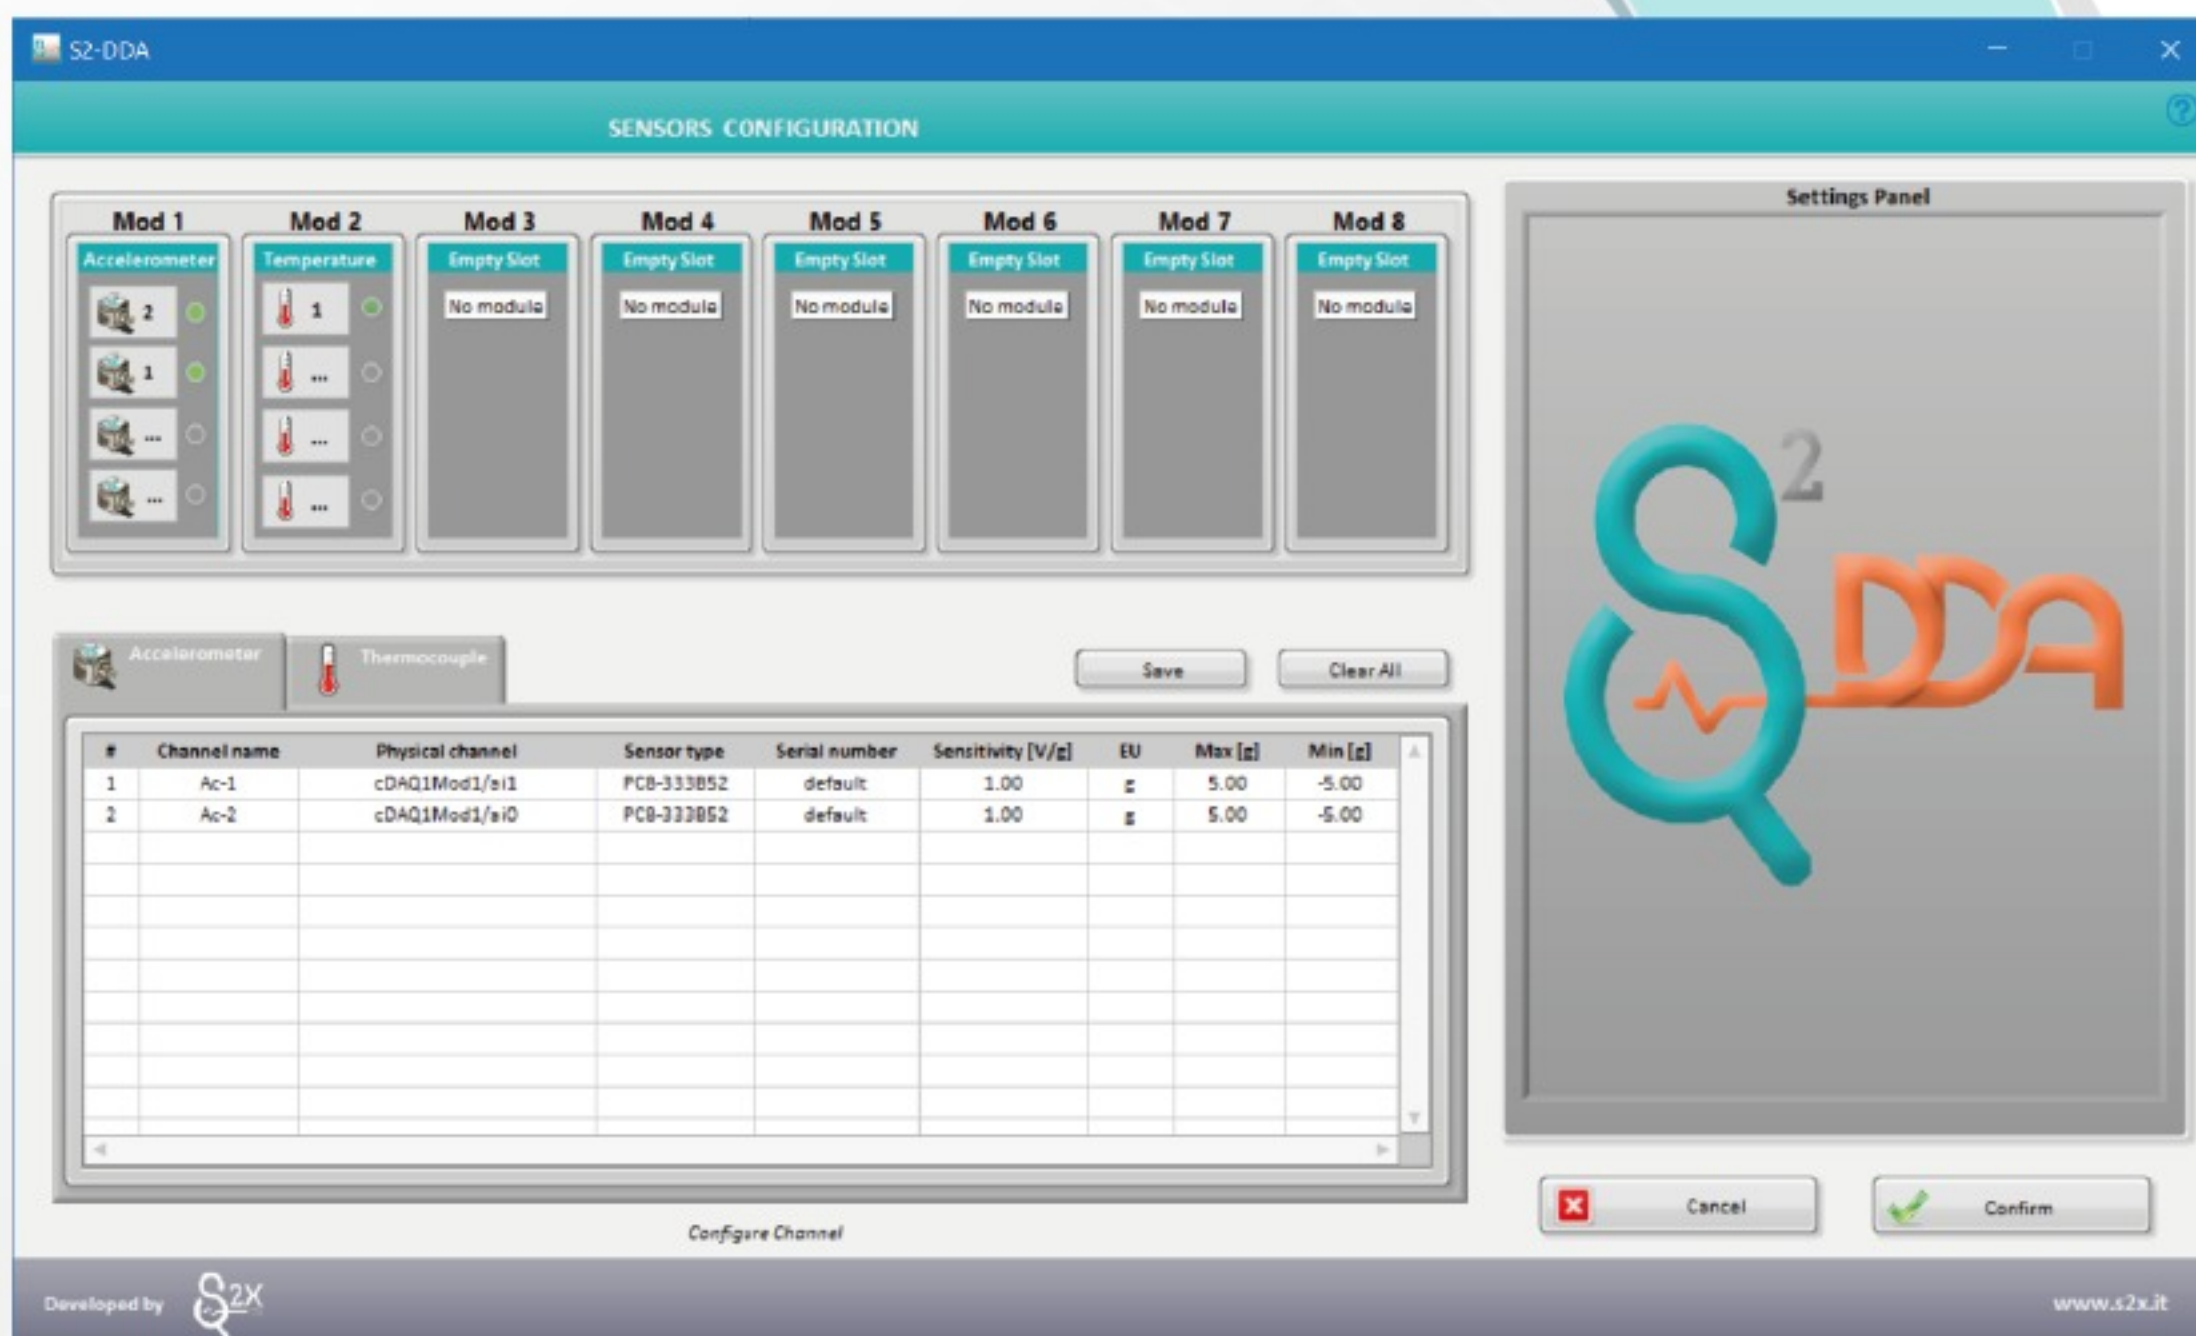 S2-DDA
SENSORS CONFIGURATION
?
Mod 1 Mod 2 Mod 3 Mod 4 Mod 5 Mod 6 Mod 7 Mod 8
Accelerometer Temperature Empty Slot Empty Slot Empty Slot Empty Slot Empty Slot Empty Slot
2 1 No module No module No module No module No module No module
1 ...
... ...
... ...
Settings Panel
S2 DDA
Accelerometer Thermocouple Save Clear All
# Channel name Physical channel Sensor type Serial number Sensitivity [V/g] EU Max [g] Min [g]
1 Ac-1 cDAQ1Mod1/ai1 PCB-333B52 default 1.00 g 5.00 -5.00
2 Ac-2 cDAQ1Mod1/ai0 PCB-333B52 default 1.00 g 5.00 -5.00
Cancel Confirm
Configure Channel
Developed by S2X www.s2x.it